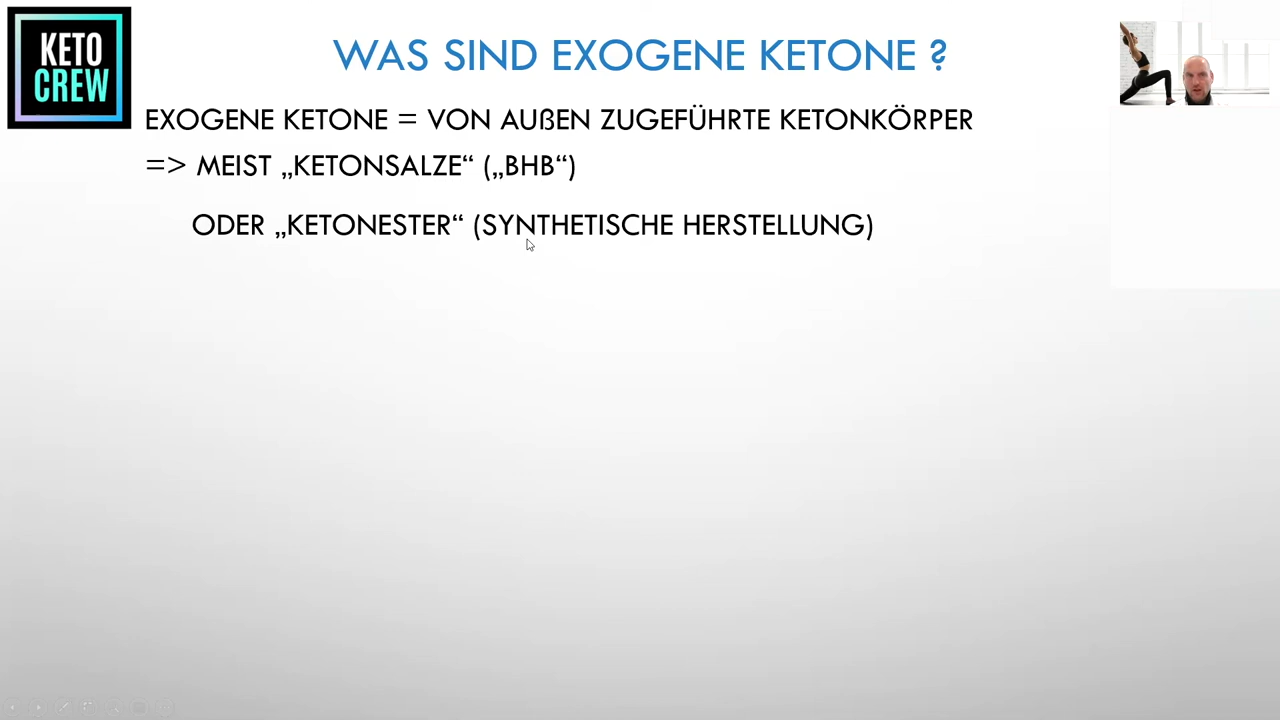 KETO
CREW
WAS SIND EXOGENE KETONE ?
EXOGENE KETONE = VON AUßEN ZUGEFÜHRTE KETONKÖRPER
=> MEIST „KETONSALZE“ („BHB“)
ODER „KETONESTER“ (SYNTHETISCHE HERSTELLUNG)